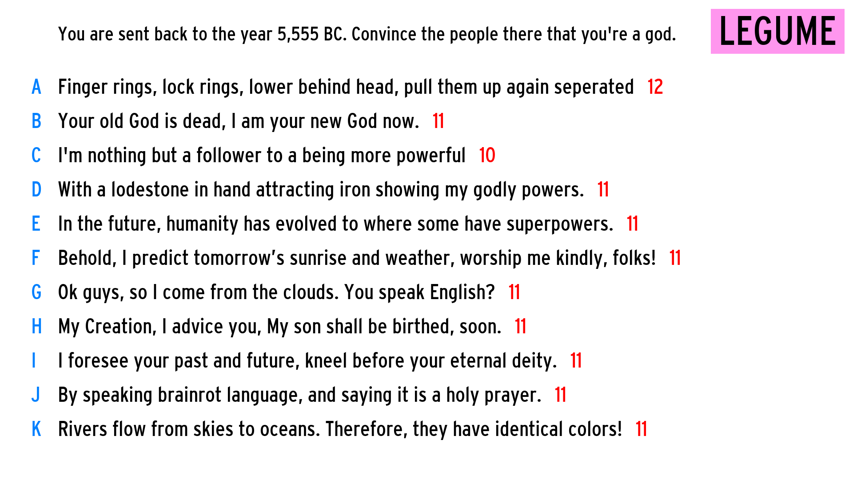 You are sent back to the year 5,555 BC. Convince the people there that you're a god.
LEGUME
A Finger rings, lock rings, lower behind head, pull them up again seperated 12
B Your old God is dead, I am your new God now. 11
C I'm nothing but a follower to a being more powerful 10
D With a lodestone in hand attracting iron showing my godly powers. 11
E In the future, humanity has evolved to where some have superpowers. 11
F Behold, I predict tomorrow’s sunrise and weather, worship me kindly, folks! 11
G Ok guys, so I come from the clouds. You speak English? 11
H My Creation, I advice you, My son shall be birthed, soon. 11
I I foresee your past and future, kneel before your eternal deity. 11
J By speaking brainrot language, and saying it is a holy prayer. 11
K Rivers flow from skies to oceans. Therefore, they have identical colors! 11